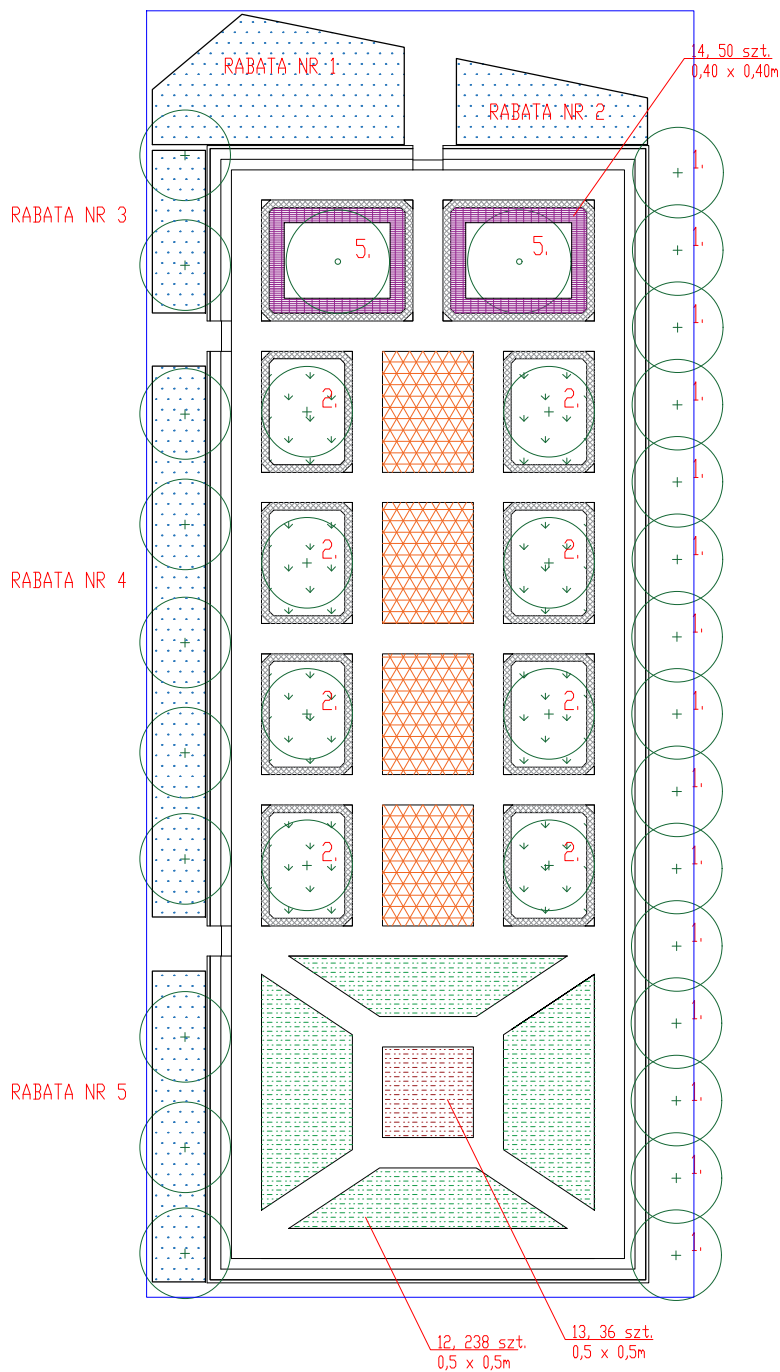 14, 50 szt.
0,40 x 0,40m
RABATA NR 1
RABATA NR 2
1.
RABATA NR 3
1.
5. 5.
1.
1.
2. 2.
1.
2. 2. 1.
RABATA NR 4
1.
2. 2. 1.
1.
2. 2. 1.
1.
1.
RABATA NR 5 1.
1.
1.
13, 36 szt.
0,5 x 0,5m
12, 238 szt.
0,5 x 0,5m